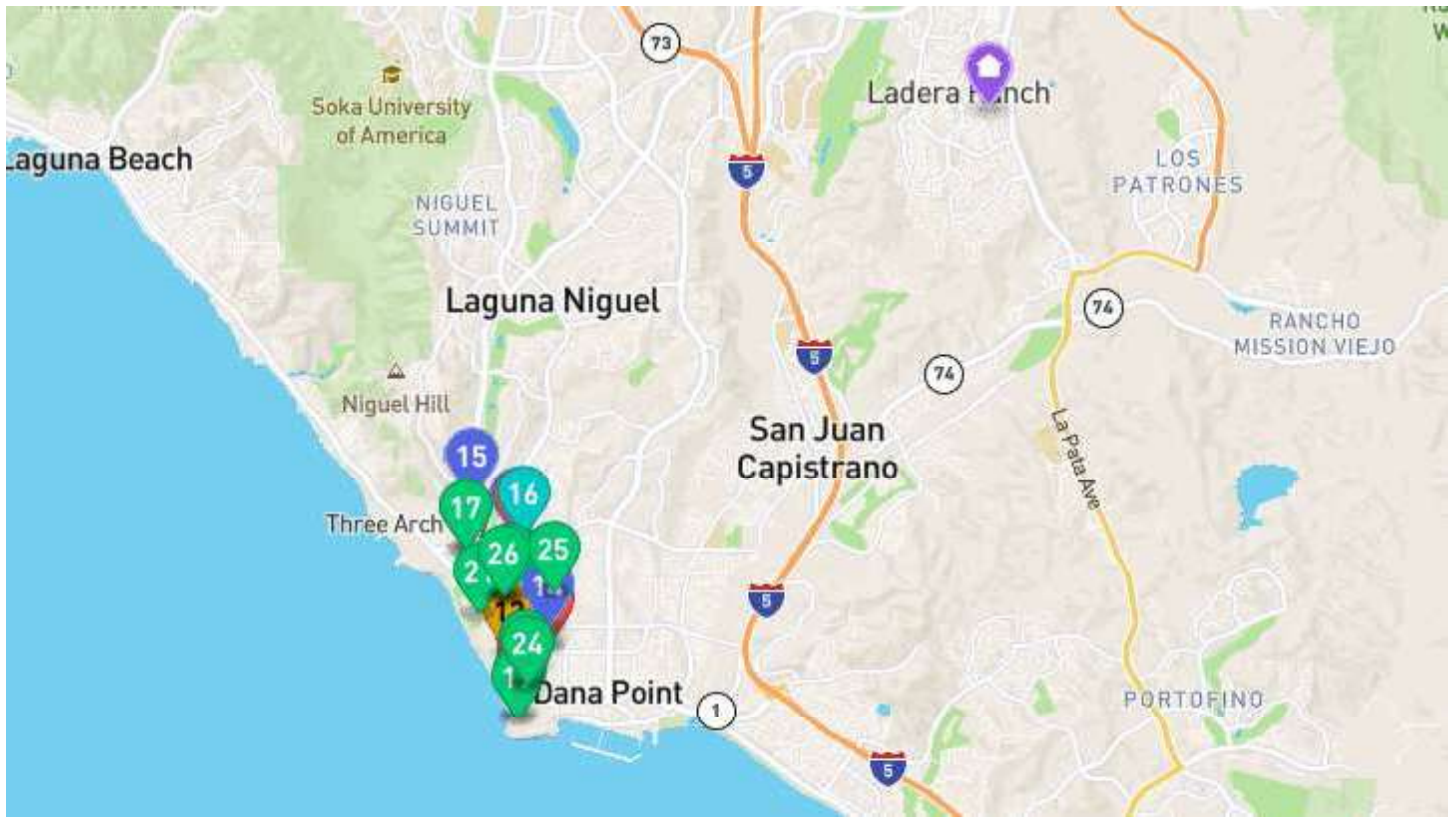 73
Ladera Ranch
Soka University
of America
Laguna Beach
5
LOS
PATRONES
NIGUEL
SUMMIT
Laguna Niguel
74
RANCHO
MISSION VIEJO
5
74
Niguel Hill
La Pata Ave
San Juan
Capistrano
15
16
17
Three Arch
26
25
24
5
PORTOFINO
Dana Point
1
5